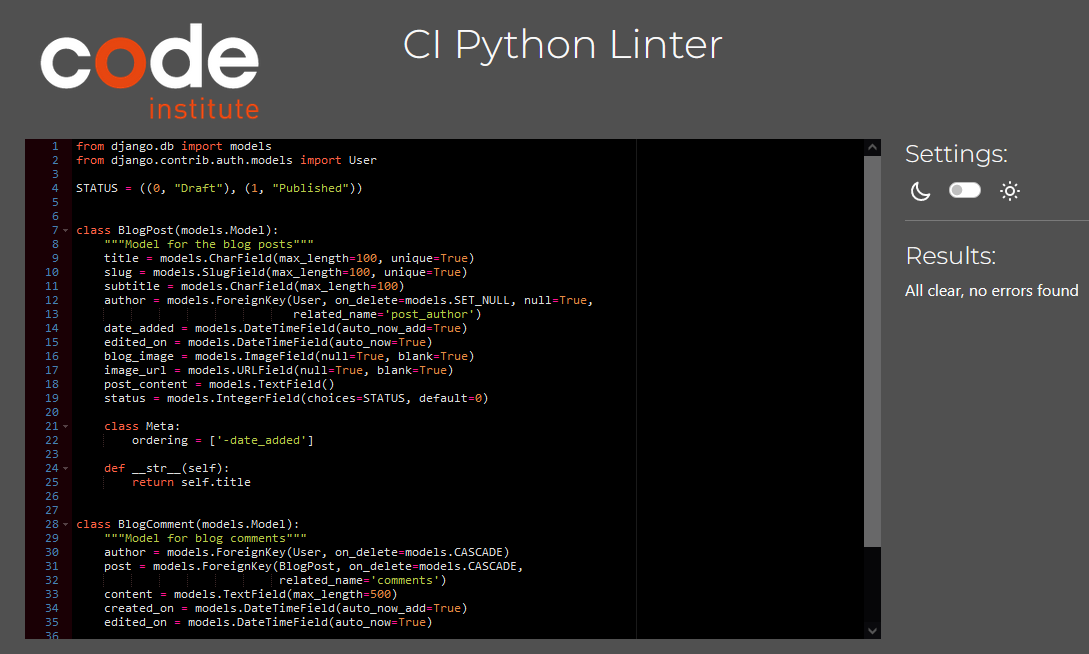 code
institute
CI Python Linter
1 from django.db import models
2 from django.contrib.auth.models import User
3
4 STATUS = ((0, "Draft"), (1, "Published"))
5
6
7 class BlogPost(models.Model):
8     """Model for the blog posts"""
9     title = models.CharField(max_length=100, unique=True)
10     slug = models.SlugField(max_length=100, unique=True)
11     subtitle = models.CharField(max_length=100)
12     author = models.ForeignKey(User, on_delete=models.SET_NULL, null=True,
13                                related_name='post_author')
14     date_added = models.DateTimeField(auto_now_add=True)
15     edited_on = models.DateTimeField(auto_now=True)
16     blog_image = models.ImageField(null=True, blank=True)
17     image_url = models.URLField(null=True, blank=True)
18     post_content = models.TextField()
19     status = models.IntegerField(choices=STATUS, default=0)
20
21     class Meta:
22         ordering = ['-date_added']
23
24     def __str__(self):
25         return self.title
26
27
28 class BlogComment(models.Model):
29     """Model for blog comments"""
30     author = models.ForeignKey(User, on_delete=models.CASCADE)
31     post = models.ForeignKey(BlogPost, on_delete=models.CASCADE,
32                              related_name='comments')
33     content = models.TextField(max_length=500)
34     created_on = models.DateTimeField(auto_now_add=True)
35     edited_on = models.DateTimeField(auto_now=True)
36
Settings:
Results:
All clear, no errors found